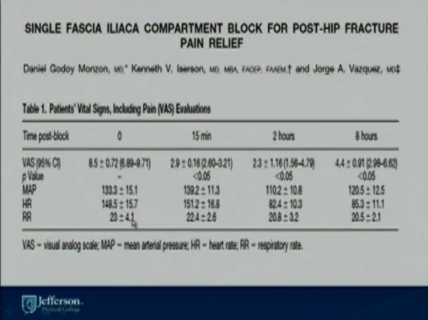 SINGLE FASCIA ILIACA COMPARTMENT BLOCK FOR POST-HIP FRACTURE
PAIN RELIEF
Daniel Godoy Monzon, MD,* Kenneth V. Iserson, MD, MBA, FACEP, FAAEM,† and Jorge A. Vazquez, MD‡
Table 1. Patients' Vital Signs, Including Pain (VAS) Evaluations
Time post-block 0 15 min 2 hours 8 hours
VAS (95% CI) 8.5 ± 0.72 (6.89–9.71) 2.9 ± 0.16 (2.60–3.21) 2.3 ± 1.16 (1.56–4.79) 4.4 ± 0.91 (2.98–6.62)
p Value – <0.05 <0.05 <0.05
MAP 133.3 ± 15.1 139.2 ± 11.3 110.2 ± 10.8 120.5 ± 12.5
HR 148.5 ± 15.7 151.2 ± 16.8 82.4 ± 10.3 85.3 ± 11.1
RR 23 ± 4.1 22.4 ± 2.6 20.8 ± 3.2 20.5 ± 2.1
VAS = visual analog scale; MAP = mean arterial pressure; HR = heart rate; RR = respiratory rate.
Jefferson
Medical College